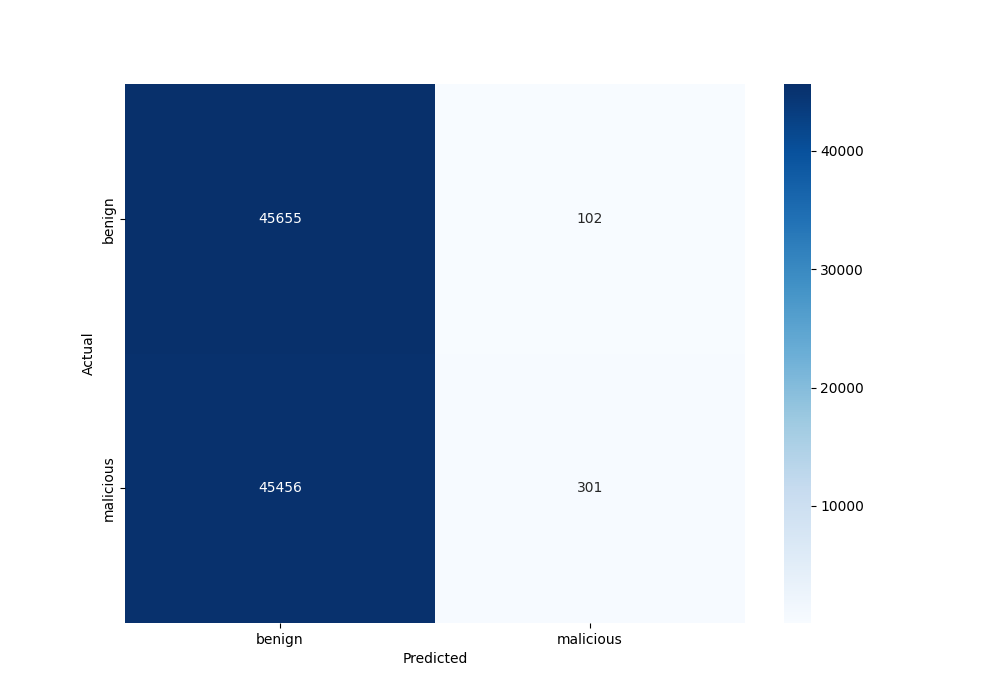 45655
102
45456
301
benign
malicious
Actual
benign
malicious
Predicted
40000
30000
20000
10000